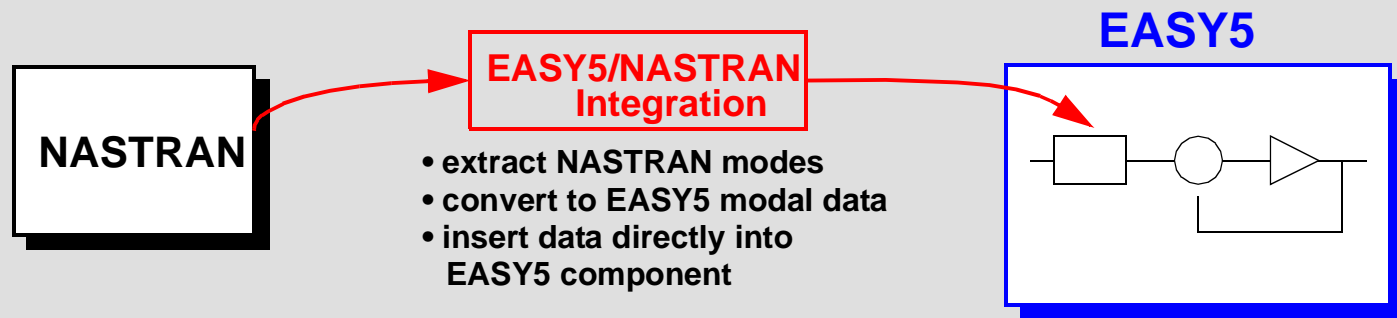 NASTRAN
EASY5/NASTRAN
Integration
• extract NASTRAN modes
• convert to EASY5 modal data
• insert data directly into
EASY5 component
EASY5